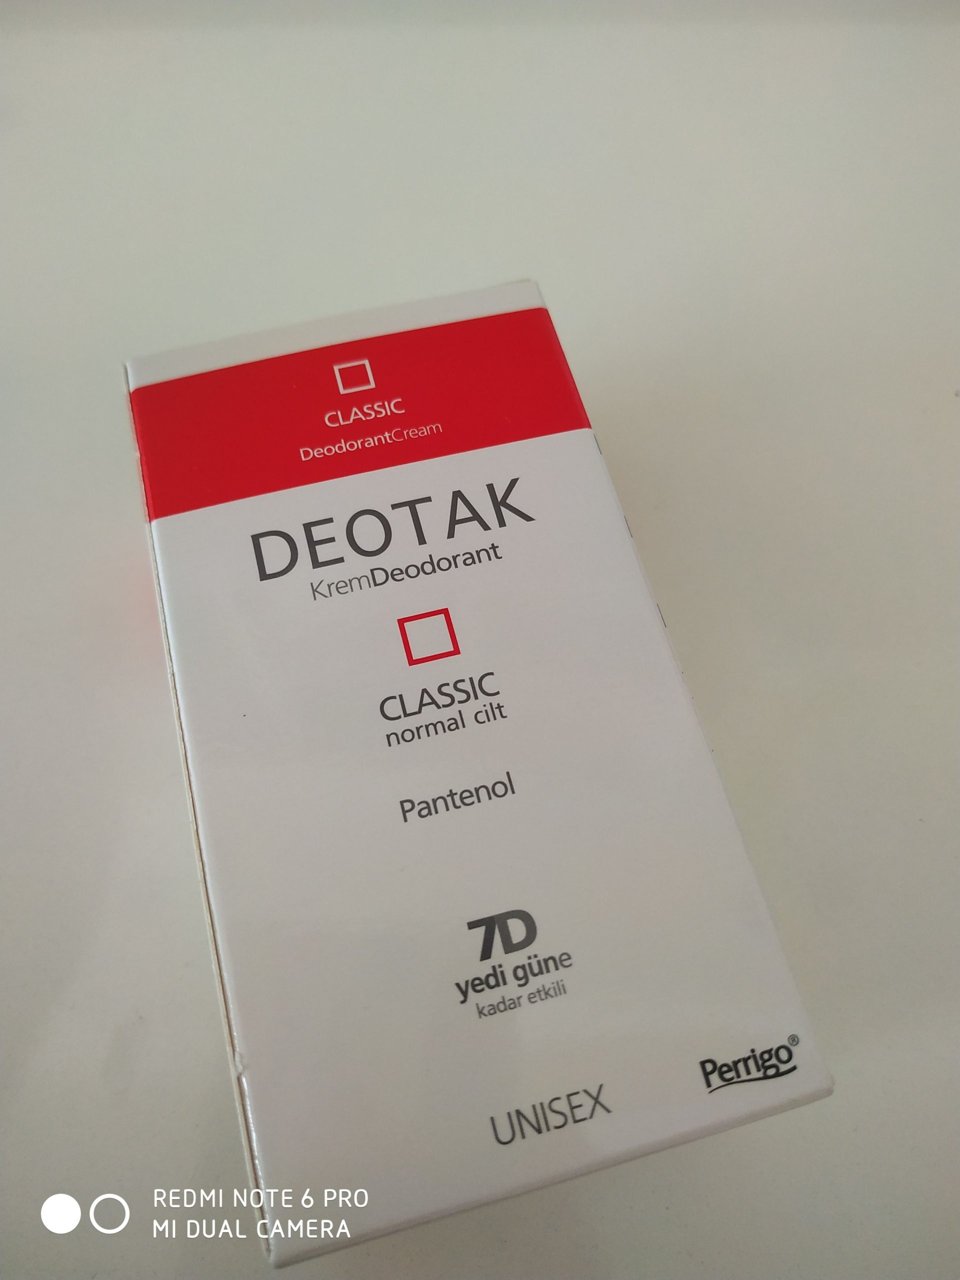 CLASSIC
DeodorantCream
DEOTAK
KremDeodorant
CLASSIC
normal cilt
Pantenol
7D
yedi güne
kadar etkili
Perrigo®
UNISEX
REDMI NOTE 6 PRO
MI DUAL CAMERA